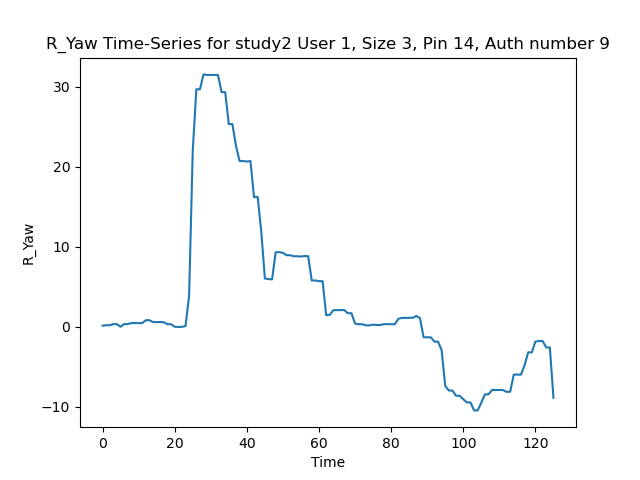 R_Yaw Time-Series for study2 User 1, Size 3, Pin 14, Auth number 9
30
20
10
0
−10
R_Yaw
0 20 40 60 80 100 120
Time